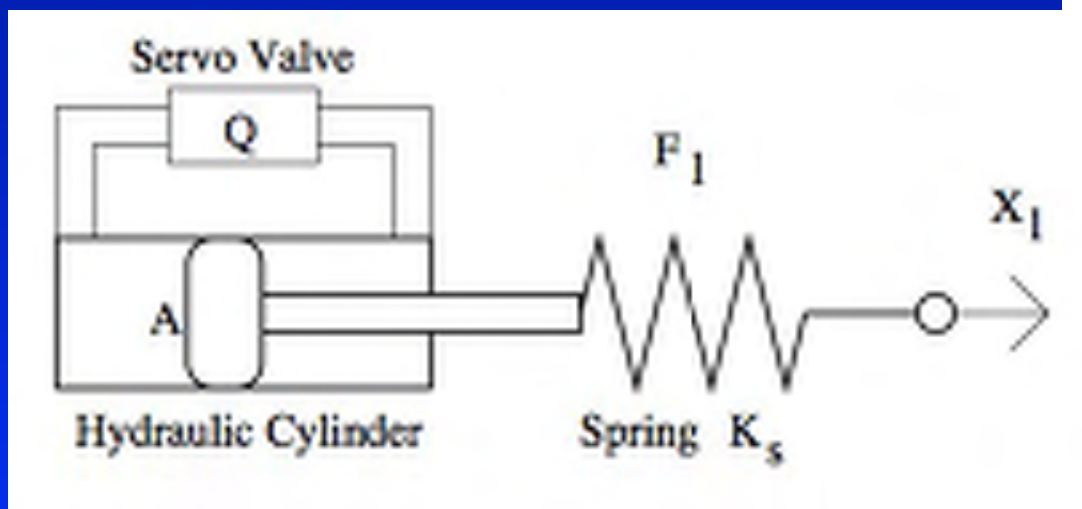 Servo Valve
Q
F1
X1
A
Hydraulic Cylinder
Spring Ks